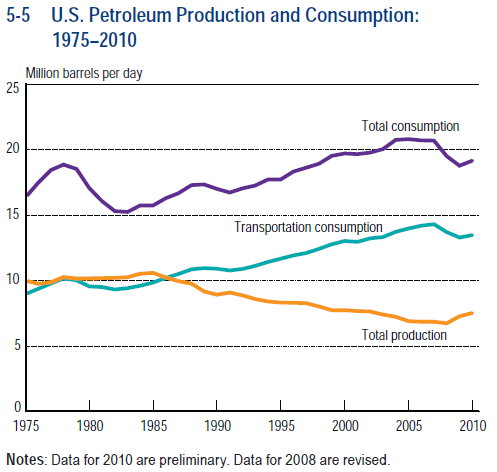 5-5 U.S. Petroleum Production and Consumption:
1975–2010
Million barrels per day
25
Total consumption
20
15
Transportation consumption
10
Total production
5
0
1975 1980 1985 1990 1995 2000 2005 2010
Notes: Data for 2010 are preliminary. Data for 2008 are revised.